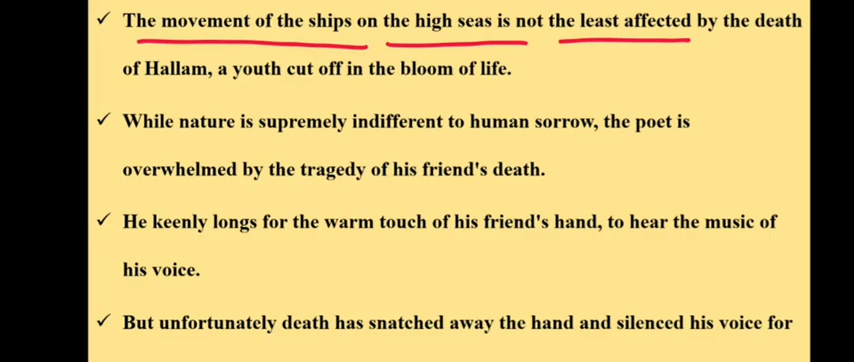 ✓ The movement of the ships on the high seas is not the least affected by the death
of Hallam, a youth cut off in the bloom of life.
✓ While nature is supremely indifferent to human sorrow, the poet is
overwhelmed by the tragedy of his friend's death.
✓ He keenly longs for the warm touch of his friend's hand, to hear the music of
his voice.
✓ But unfortunately death has snatched away the hand and silenced his voice for